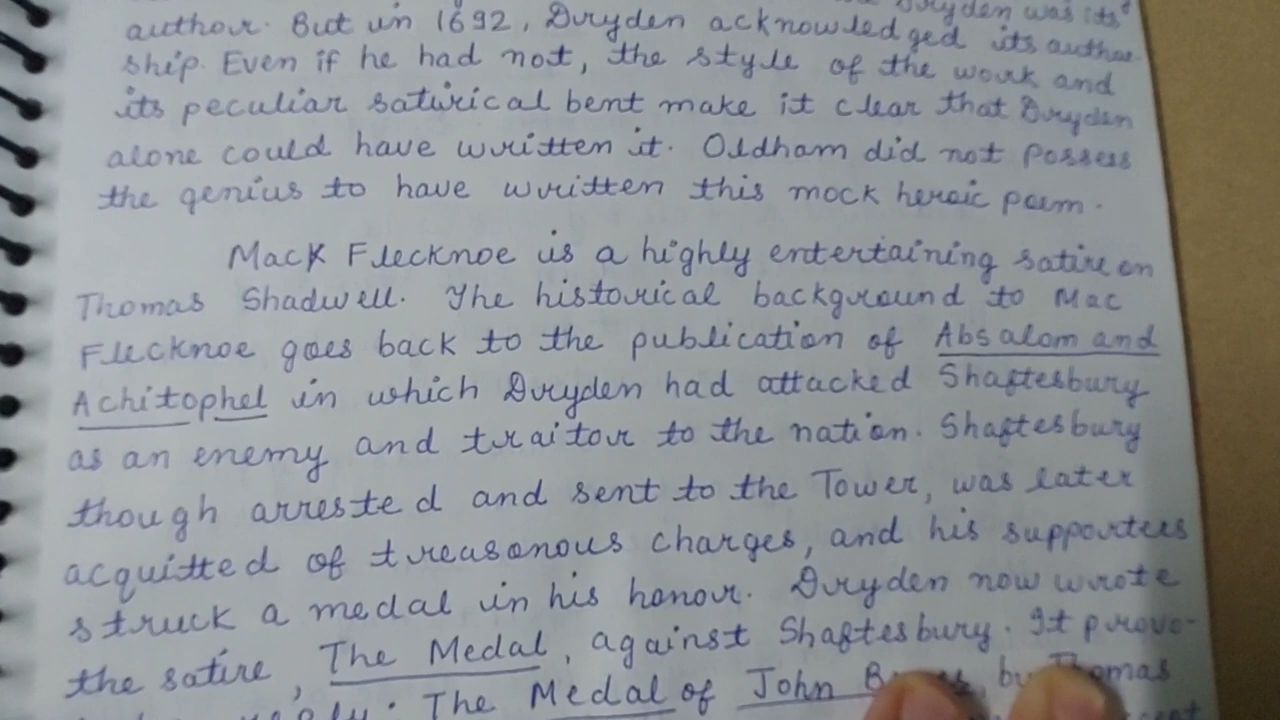 Dryden was its
author. But in 1692, Dryden acknowledged its author
ship. Even if he had not, the style of the work and
its peculiar satirical bent make it clear that Dryden
alone could have written it. Oldham did not possess
the genius to have written this mock heroic poem.
Mack Flecknoe is a highly entertaining satire on
Thomas Shadwell. The historical background to Mac
Flecknoe goes back to the publication of Absalom and
Achitophel in which Dryden had attacked Shaftesbury
as an enemy and traitor to the nation. Shaftesbury
though arrested and sent to the Tower, was later
acquitted of treasonous charges, and his supporters
struck a medal in his honour. Dryden now wrote
the satire, The Medal, against Shaftesbury. It provo-
reply. The Medal of John by Thomas